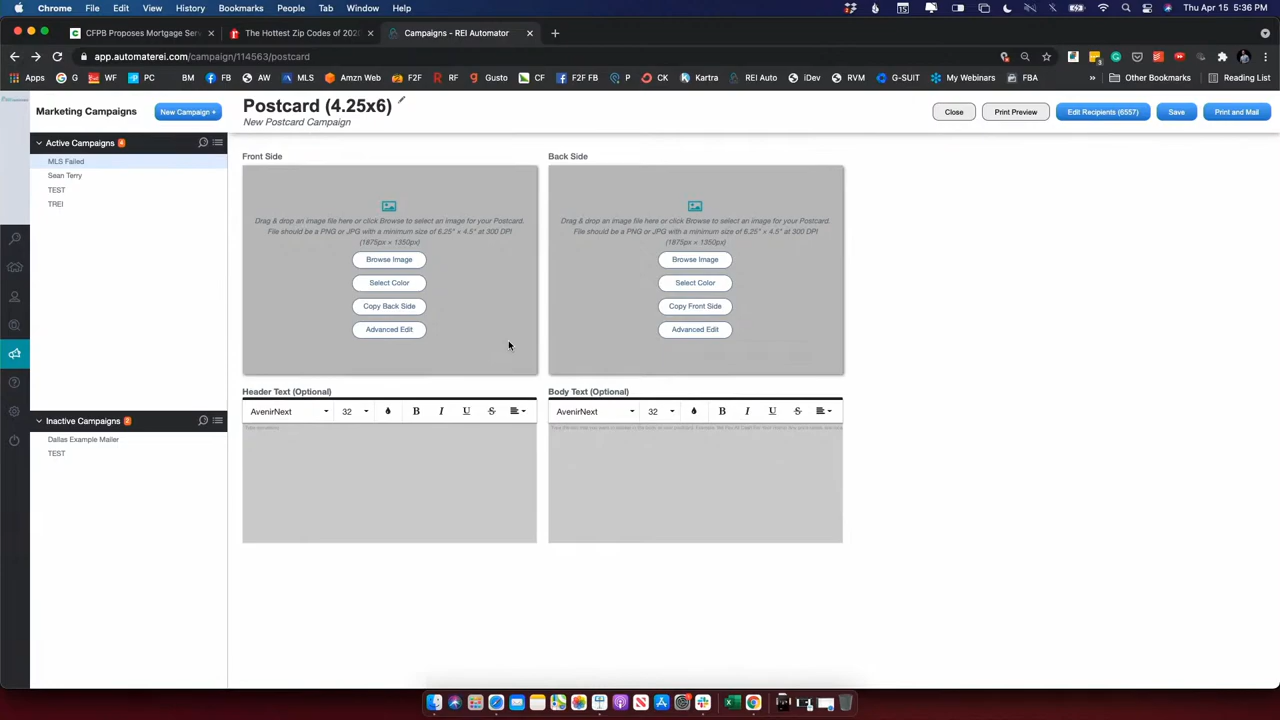 Chrome File Edit View History Bookmarks People Tab Window Help Thu Apr 15 5:36 PM
CFPB Proposes Mortgage Serv × The Hottest Zip Codes of 2020 × Campaigns - REI Automator × +
app.automaterei.com/campaign/114563/postcard
Apps G WF PC BM FB AW MLS Amzn Web F2F RF Gusto CF F2F FB P CK Kartra REI Auto iDev RVM G-SUIT My Webinars FBA Other Bookmarks Reading List
Marketing Campaigns New Campaign + Postcard (4.25x6) Close Print Preview Edit Recipients (6557) Save Print and Mail
New Postcard Campaign
Active Campaigns 4
MLS Failed
Sean Terry
TEST
TREI
Inactive Campaigns 2
Dallas Example Mailer
TEST
Front Side
Drag & drop an image file here or click Browse to select an image for your Postcard.
File should be a PNG or JPG with a minimum size of 6.25" × 4.5" at 300 DPI
(1875px × 1350px)
Browse Image
Select Color
Copy Back Side
Advanced Edit
Back Side
Drag & drop an image file here or click Browse to select an image for your Postcard.
File should be a PNG or JPG with a minimum size of 6.25" × 4.5" at 300 DPI
(1875px × 1350px)
Browse Image
Select Color
Copy Front Side
Advanced Edit
Header Text (Optional)
AvenirNext 32 B I U S
Body Text (Optional)
AvenirNext 32 B I U S